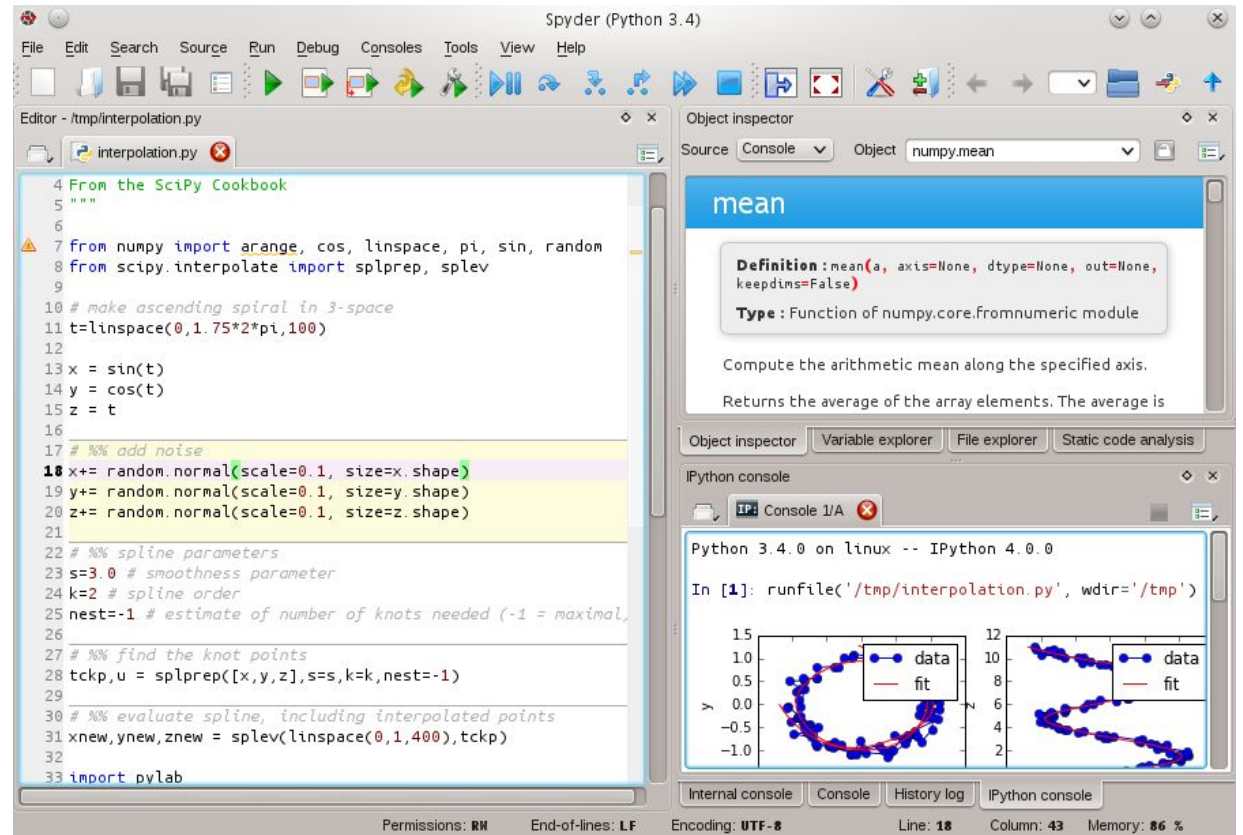 Spyder (Python 3.4)
File Edit Search Source Run Debug Consoles Tools View Help
Editor - /tmp/interpolation.py
interpolation.py
4 From the SciPy Cookbook
5 """
6
7 from numpy import arange, cos, linspace, pi, sin, random
8 from scipy.interpolate import splprep, splev
9
10 # make ascending spiral in 3-space
11 t=linspace(0,1.75*2*pi,100)
12
13 x = sin(t)
14 y = cos(t)
15 z = t
16
17 # %% add noise
18 x+= random.normal(scale=0.1, size=x.shape)
19 y+= random.normal(scale=0.1, size=y.shape)
20 z+= random.normal(scale=0.1, size=z.shape)
21
22 # %% spline parameters
23 s=3.0 # smoothness parameter
24 k=2 # spline order
25 nest=-1 # estimate of number of knots needed (-1 = maximal,
26
27 # %% find the knot points
28 tckp,u = splprep([x,y,z],s=s,k=k,nest=-1)
29
30 # %% evaluate spline, including interpolated points
31 xnew,ynew,znew = splev(linspace(0,1,400),tckp)
32
33 import pylab
Object inspector
Source Console Object numpy.mean
mean
Definition : mean(a, axis=None, dtype=None, out=None,
keepdims=False)
Type : Function of numpy.core.fromnumeric module
Compute the arithmetic mean along the specified axis.
Returns the average of the array elements. The average is
Object inspector Variable explorer File explorer Static code analysis
IPython console
IP: Console 1/A
Python 3.4.0 on linux -- IPython 4.0.0
In [1]: runfile('/tmp/interpolation.py', wdir='/tmp')
1.5
1.0
0.5
0.0
−0.5
−1.0
y
data
fit
12
10
8
6
4
2
z
data
fit
Internal console Console History log IPython console
Permissions: RW End-of-lines: LF Encoding: UTF-8 Line: 18 Column: 43 Memory: 86 %